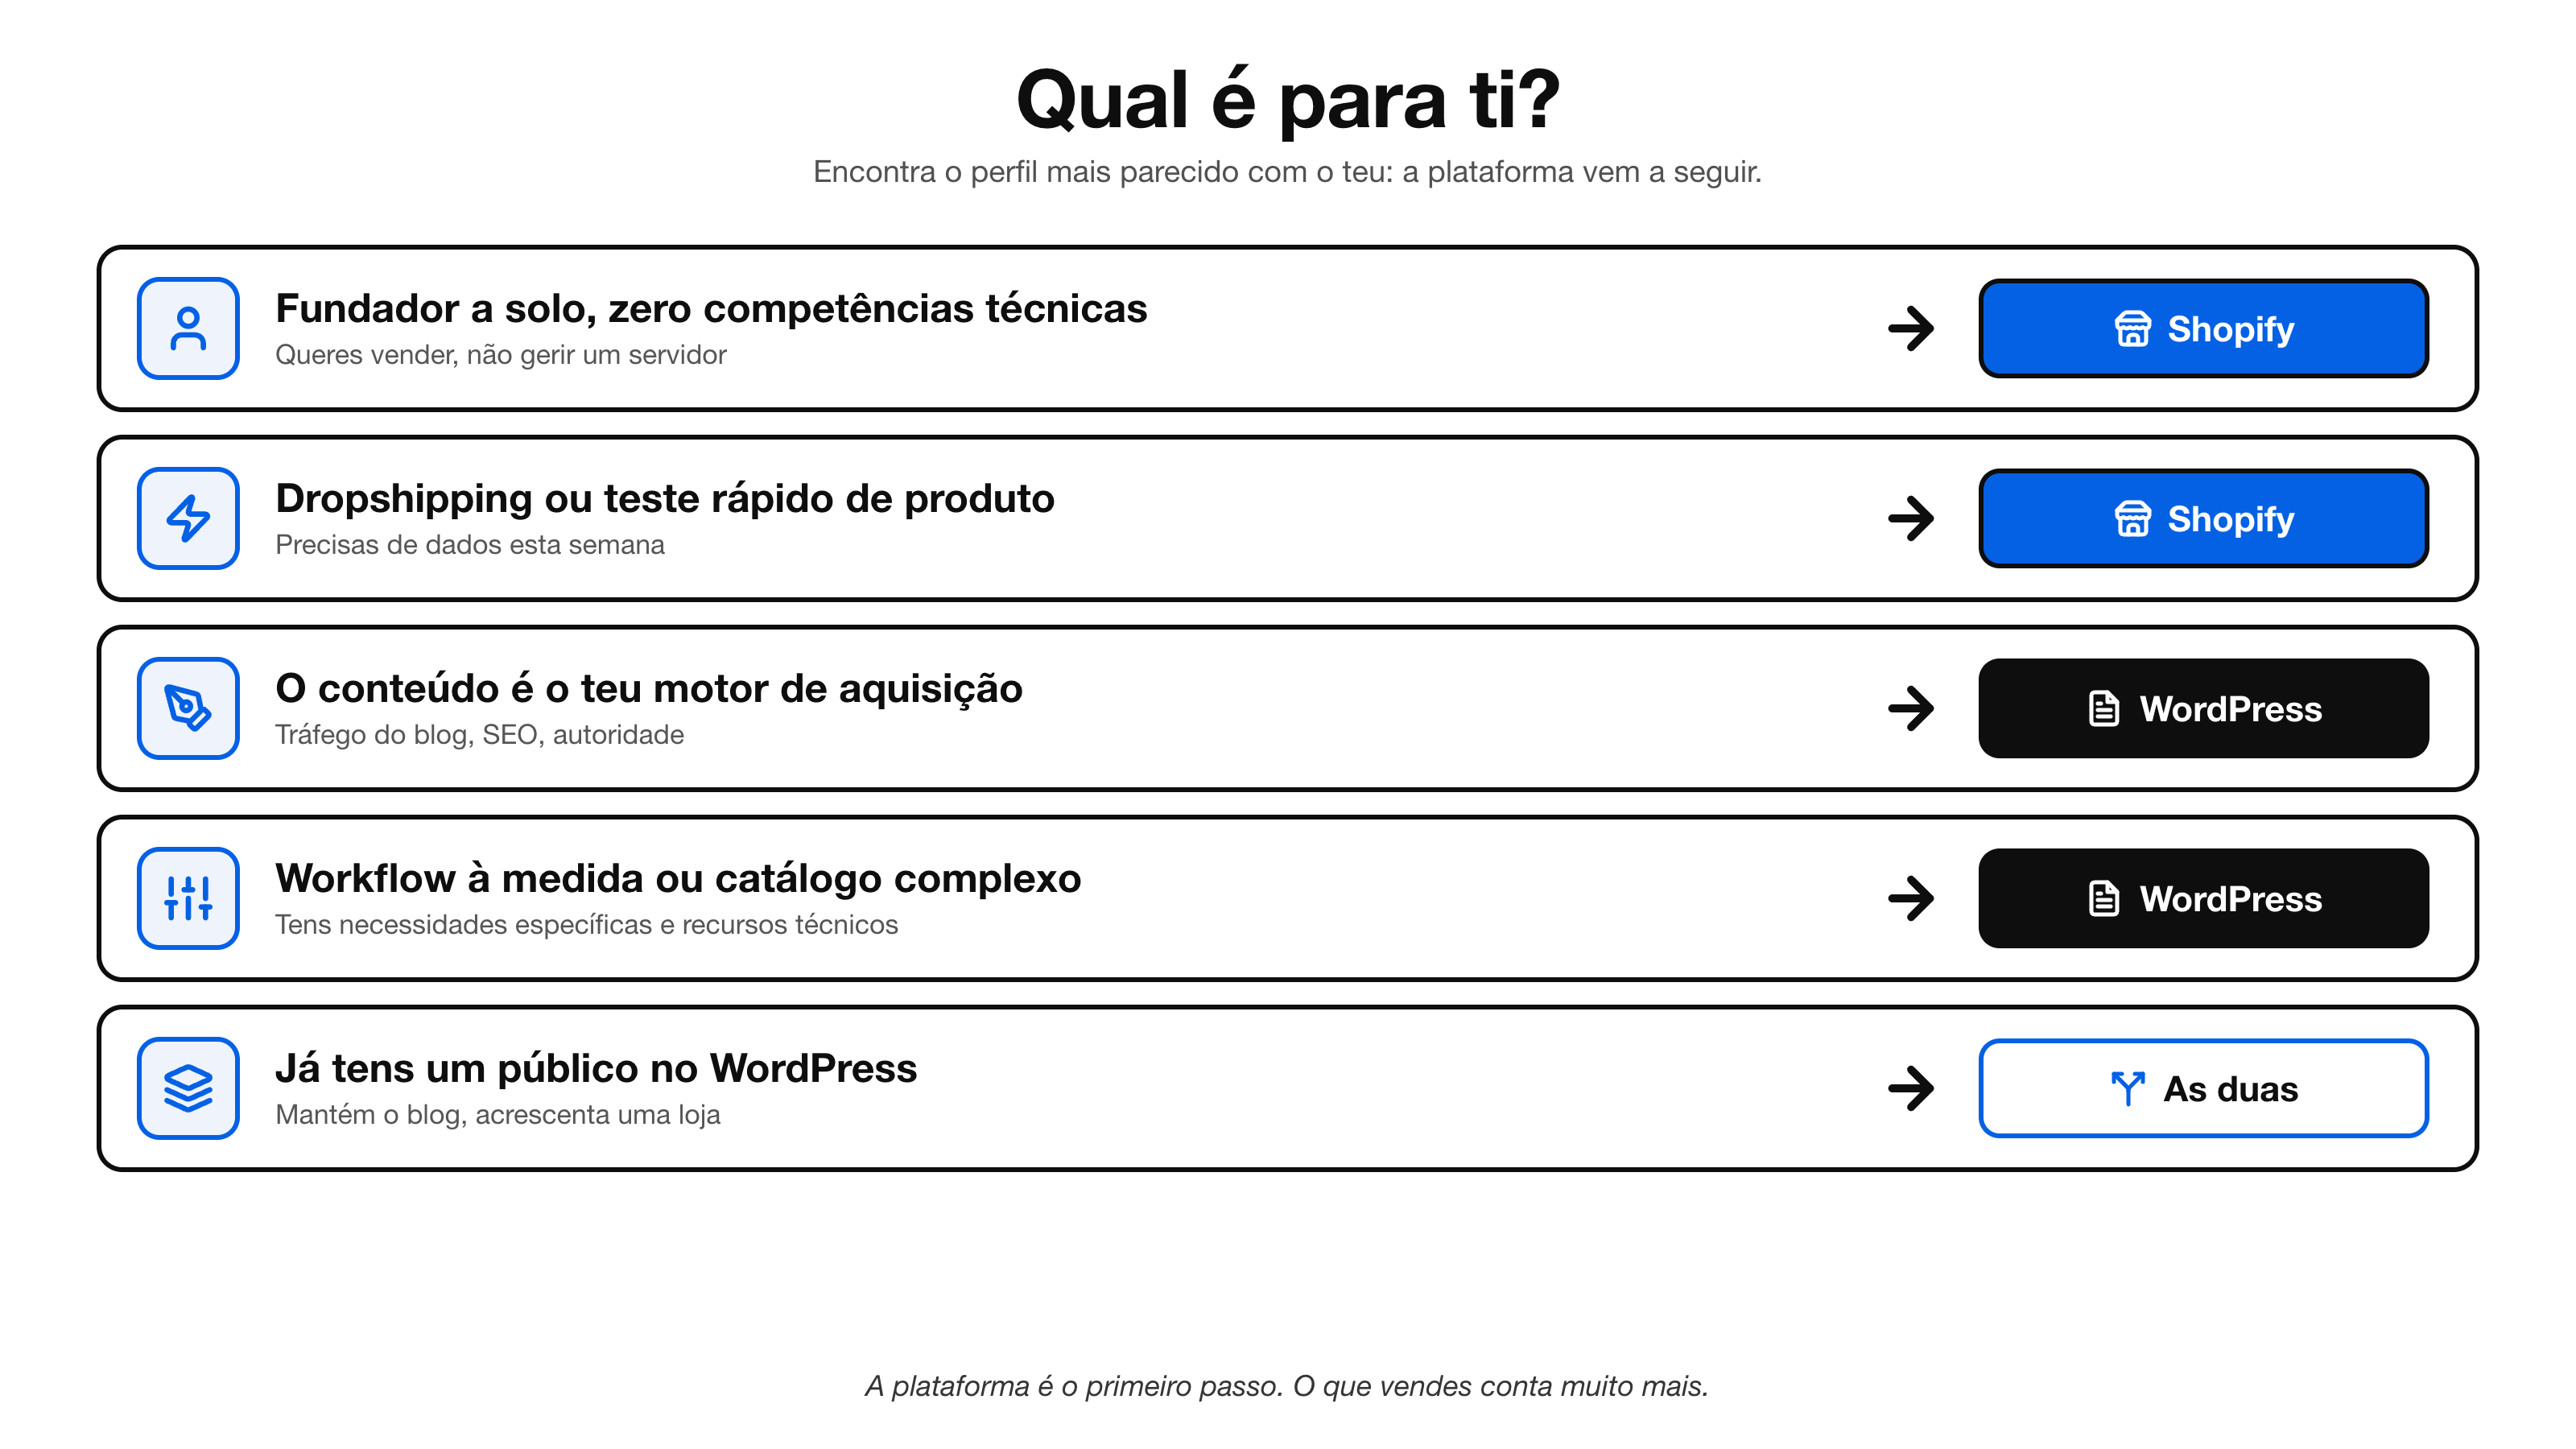 Qual é para ti?
Encontra o perfil mais parecido com o teu: a plataforma vem a seguir.
Fundador a solo, zero competências técnicas
Queres vender, não gerir um servidor
Shopify
Dropshipping ou teste rápido de produto
Precisas de dados esta semana
Shopify
O conteúdo é o teu motor de aquisição
Tráfego do blog, SEO, autoridade
WordPress
Workflow à medida ou catálogo complexo
Tens necessidades específicas e recursos técnicos
WordPress
Já tens um público no WordPress
Mantém o blog, acrescenta uma loja
As duas
A plataforma é o primeiro passo. O que vendes conta muito mais.